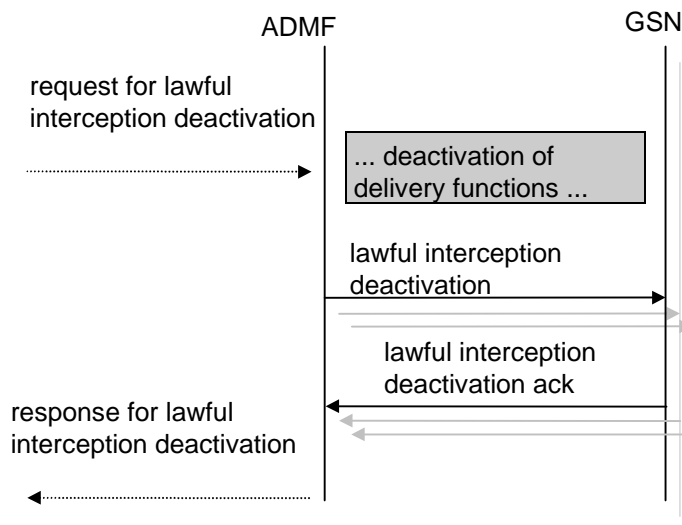 ADMF
GSN
request for lawful
interception deactivation
... deactivation of
delivery functions ...
lawful interception
deactivation
lawful interception
deactivation ack
response for lawful
interception deactivation